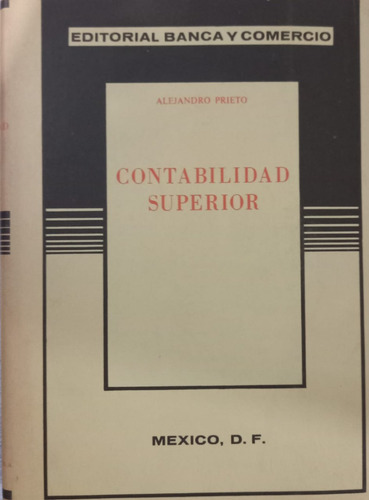 EDITORIAL BANCA Y COMERCIO
ALEJANDRO PRIETO
CONTABILIDAD
SUPERIOR
MEXICO, D. F.